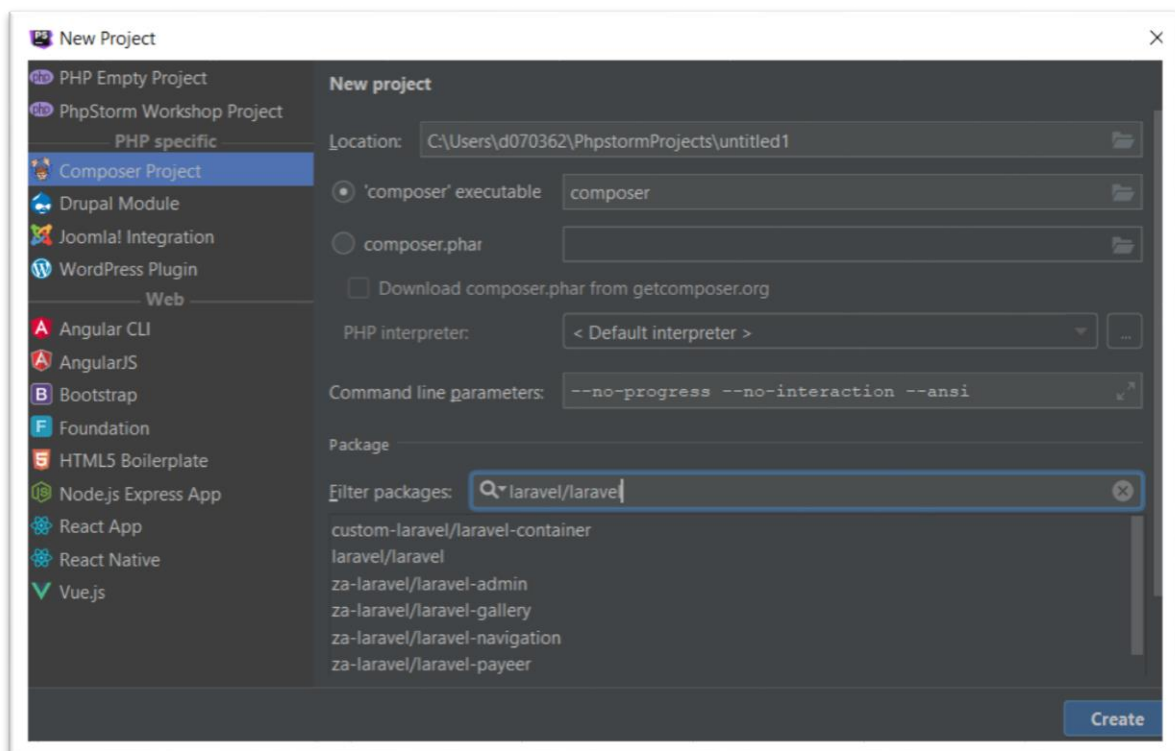 New Project
PHP Empty Project
PhpStorm Workshop Project
PHP specific
Composer Project
Drupal Module
Joomla! Integration
WordPress Plugin
Web
Angular CLI
AngularJS
Bootstrap
Foundation
HTML5 Boilerplate
Node.js Express App
React App
React Native
Vue.js
New project
Location: C:\Users\d070362\PhpstormProjects\untitled1
'composer' executable composer
composer.phar
Download composer.phar from getcomposer.org
PHP interpreter: < Default interpreter > ...
Command line parameters: --no-progress --no-interaction --ansi
Package
Filter packages: laravel/laravel
custom-laravel/laravel-container
laravel/laravel
za-laravel/laravel-admin
za-laravel/laravel-gallery
za-laravel/laravel-navigation
za-laravel/laravel-payeer
Create